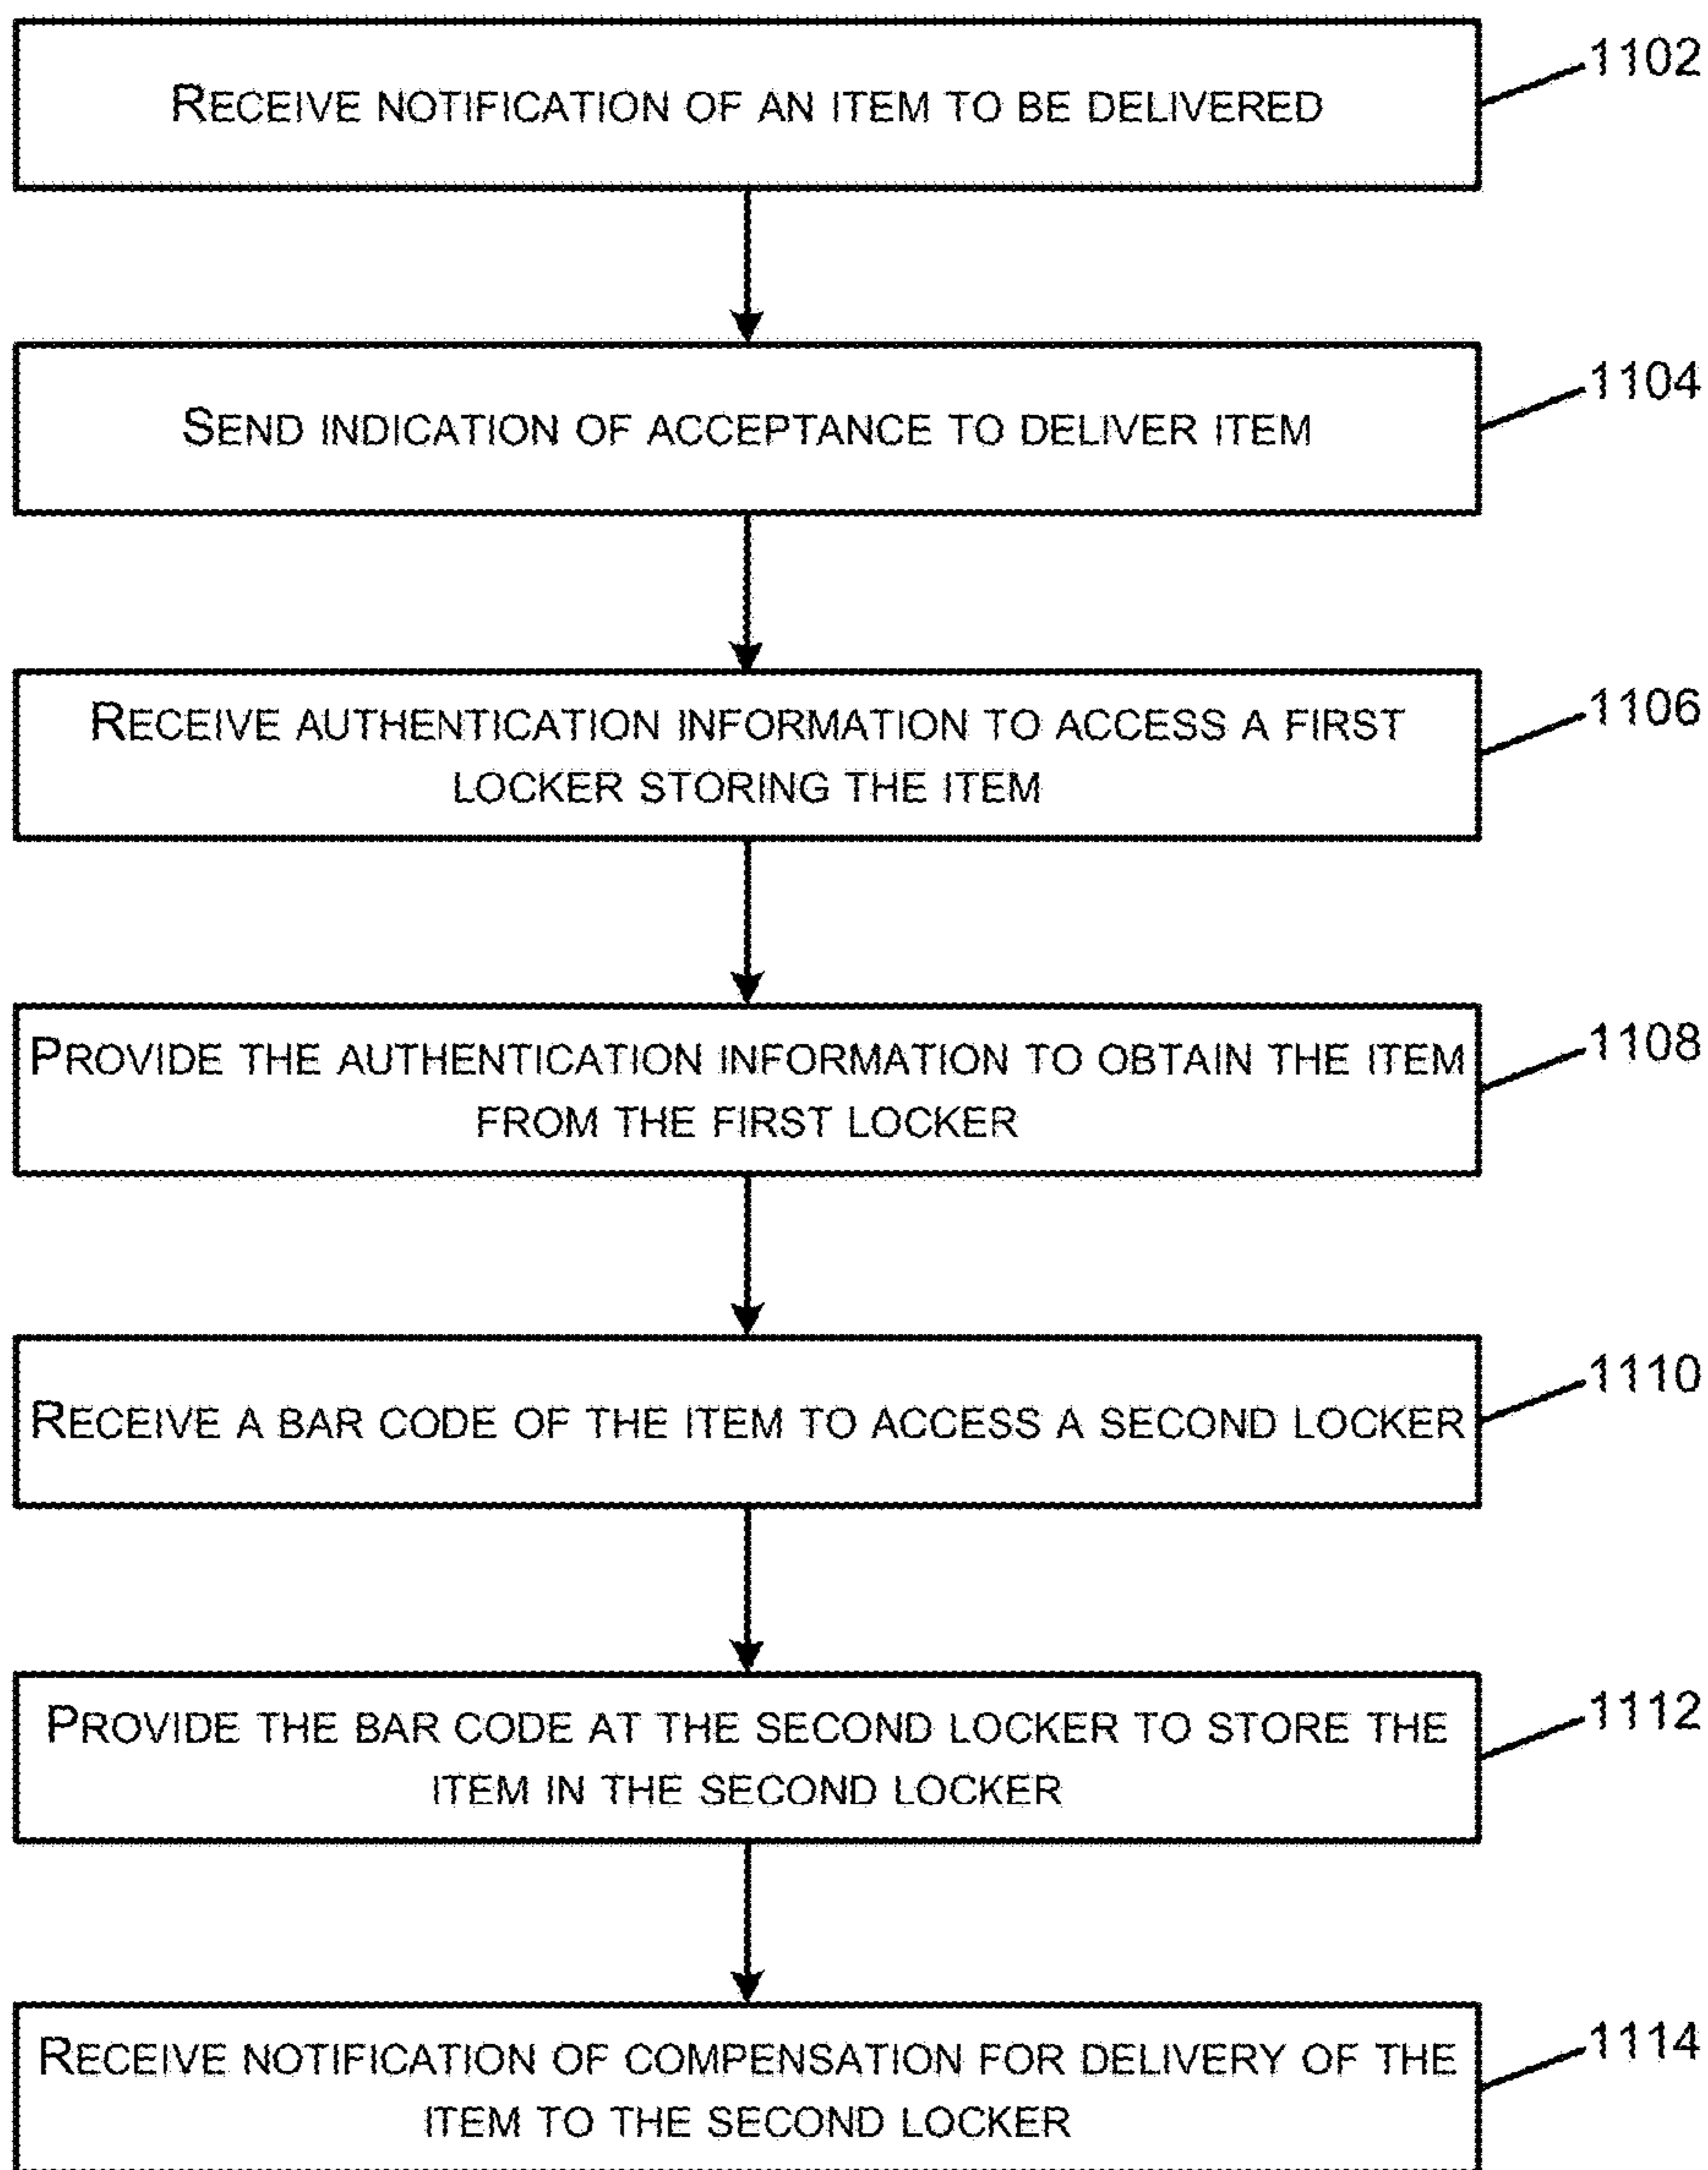 RECEIVE NOTIFICATION OF AN ITEM TO BE DELIVERED
1102
SEND INDICATION OF ACCEPTANCE TO DELIVER ITEM
1104
RECEIVE AUTHENTICATION INFORMATION TO ACCESS A FIRST
LOCKER STORING THE ITEM
1106
PROVIDE THE AUTHENTICATION INFORMATION TO OBTAIN THE ITEM
FROM THE FIRST LOCKER
1108
RECEIVE A BAR CODE OF THE ITEM TO ACCESS A SECOND LOCKER
1110
PROVIDE THE BAR CODE AT THE SECOND LOCKER TO STORE THE
ITEM IN THE SECOND LOCKER
1112
RECEIVE NOTIFICATION OF COMPENSATION FOR DELIVERY OF THE
ITEM TO THE SECOND LOCKER
1114